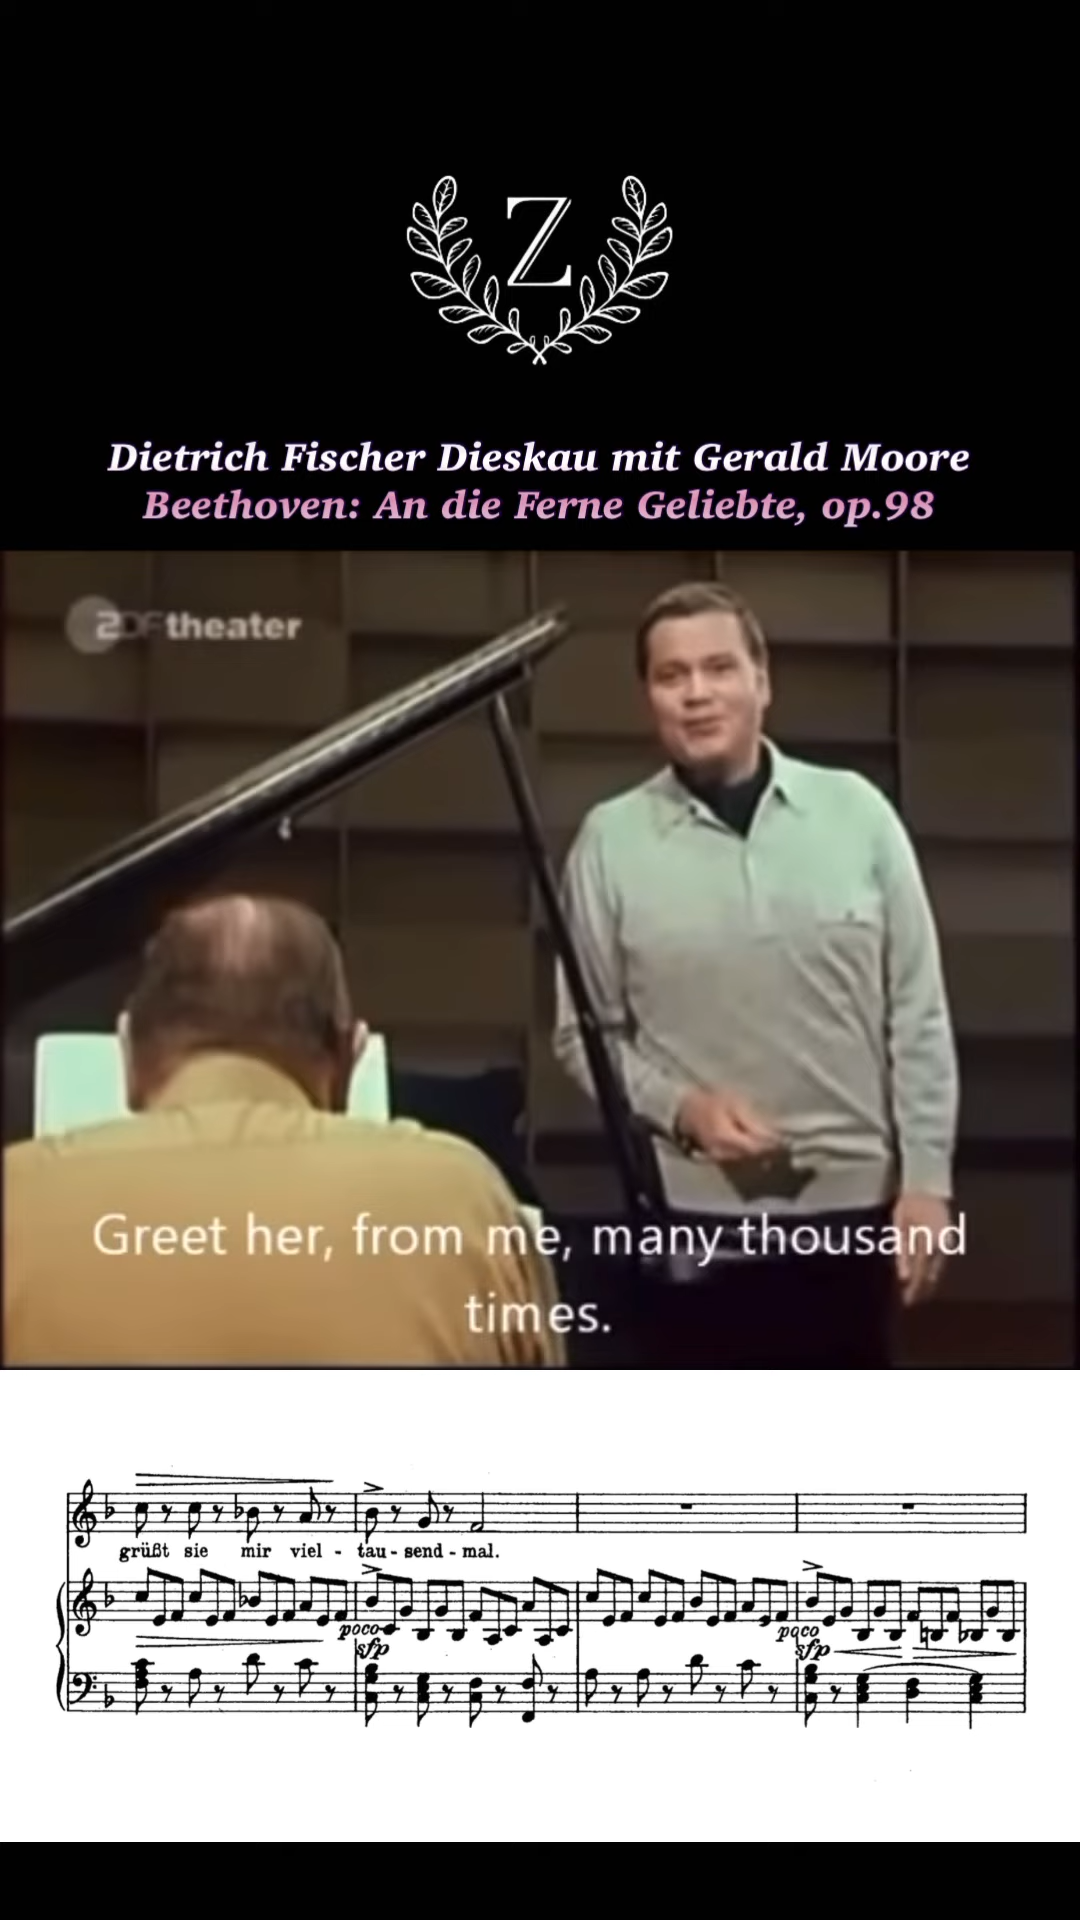 Z
Dietrich Fischer Dieskau mit Gerald Moore
Beethoven: An die Ferne Geliebte, op.98
ZDFtheater
Greet her, from me, many thousand
times.
grüßt sie mir viel - tau - send - mal.
poco poco
sfp sfp